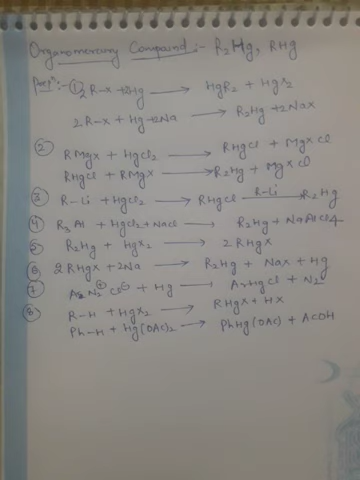 Organomercury Compound :- R2Hg, RHg
Prepn:- ① 2R-x + 2Hg → HgR2 + Hgx2
2R-x + Hg + 2Na → R2Hg + 2Nax
② RMgx + HgCl2 → RHgCl + MgxCl
RHgCl + RMgx → R2Hg + MgxCl
③ R-Li + HgCl2 → RHgCl R-Li → R2Hg
④ R3Al + HgCl2 + NaCl → R2Hg + NaAlCl4
⑤ R2Hg + Hgx2 → 2RHgx
⑥ 2RHgx + 2Na → R2Hg + Nax + Hg
⑦ ArN2⊕ Cl⊖ + Hg → ArHgCl + N2
⑧ R-H + Hgx2 → RHgx + Hx
Ph-H + Hg(OAc)2 → PhHg(OAc) + AcOH